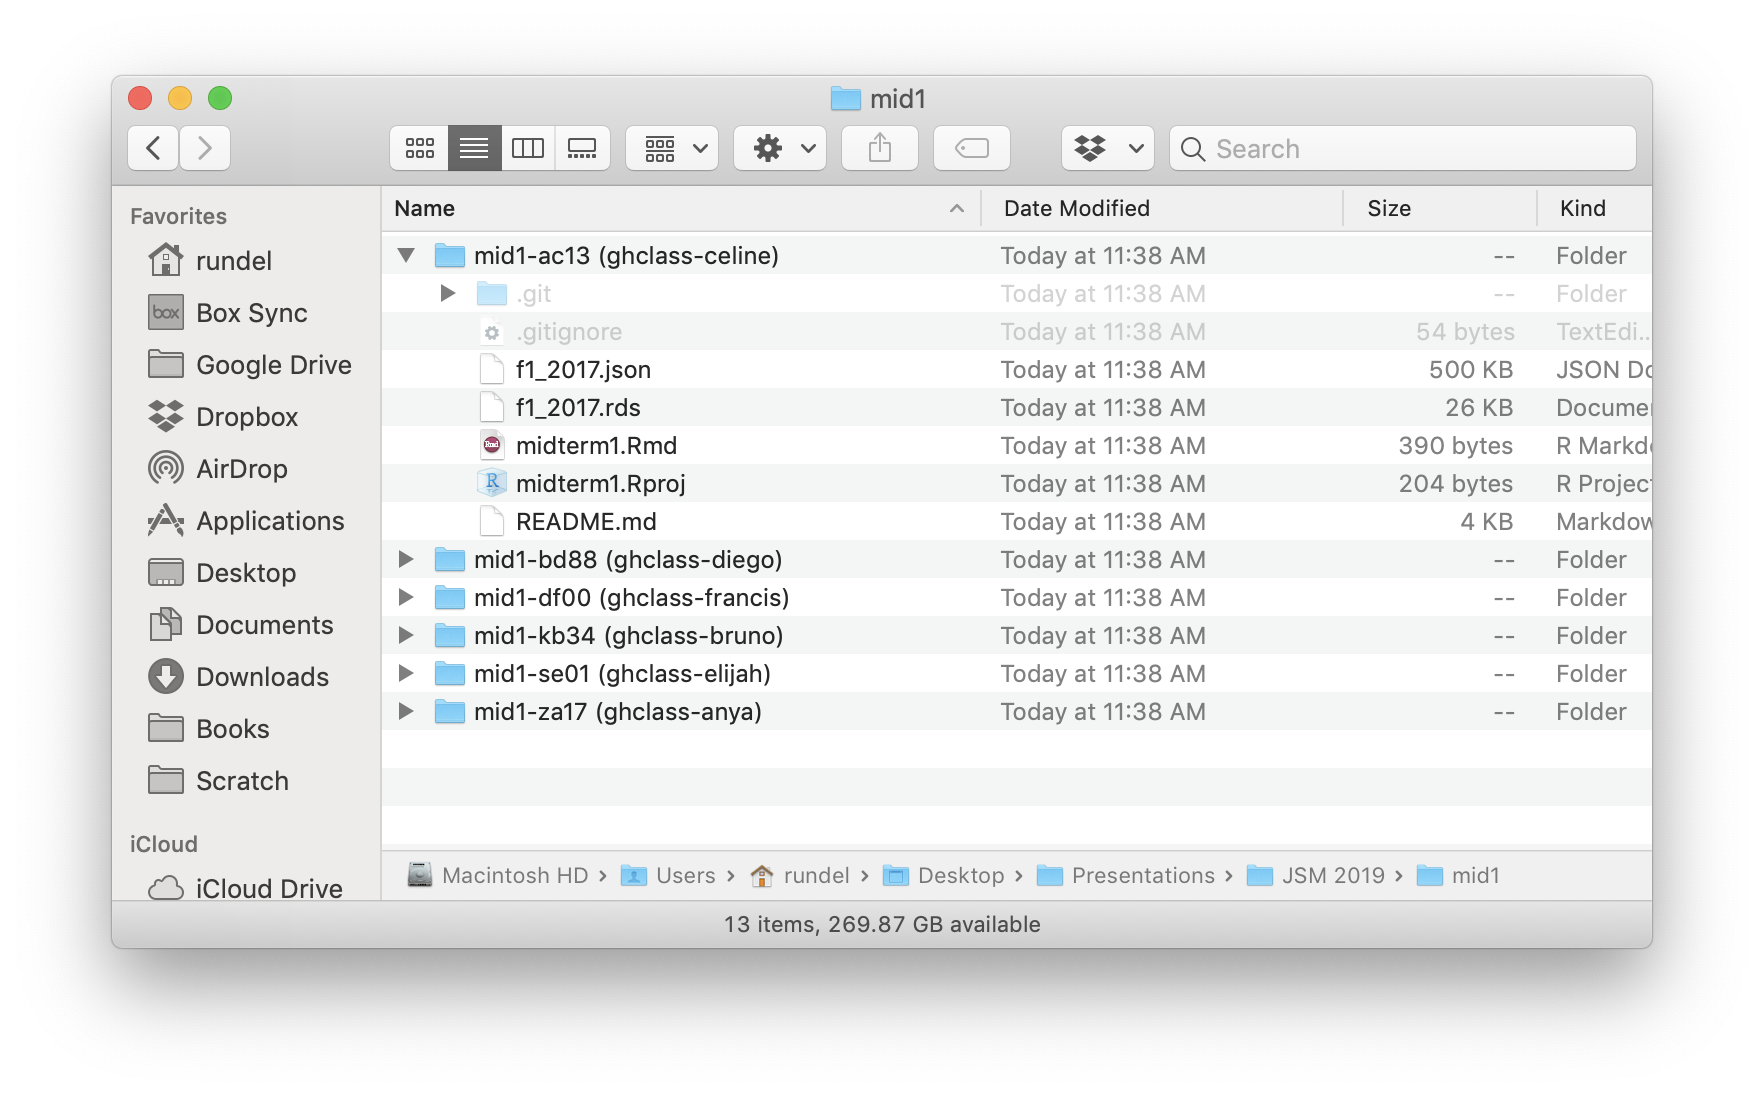 mid1
Search
Favorites
rundel
box Box Sync
Google Drive
Dropbox
AirDrop
Applications
Desktop
Documents
Downloads
Books
Scratch
iCloud
iCloud Drive
Name Date Modified Size Kind
mid1-ac13 (ghclass-celine) Today at 11:38 AM -- Folder
.git Today at 11:38 AM -- Folder
.gitignore Today at 11:38 AM 54 bytes TextEdi...
f1_2017.json Today at 11:38 AM 500 KB JSON Do
f1_2017.rds Today at 11:38 AM 26 KB Documen
Rmd midterm1.Rmd Today at 11:38 AM 390 bytes R Markdo
R midterm1.Rproj Today at 11:38 AM 204 bytes R Project
README.md Today at 11:38 AM 4 KB Markdow
mid1-bd88 (ghclass-diego) Today at 11:38 AM -- Folder
mid1-df00 (ghclass-francis) Today at 11:38 AM -- Folder
mid1-kb34 (ghclass-bruno) Today at 11:38 AM -- Folder
mid1-se01 (ghclass-elijah) Today at 11:38 AM -- Folder
mid1-za17 (ghclass-anya) Today at 11:38 AM -- Folder
Macintosh HD › Users › rundel › Desktop › Presentations › JSM 2019 › mid1
13 items, 269.87 GB available